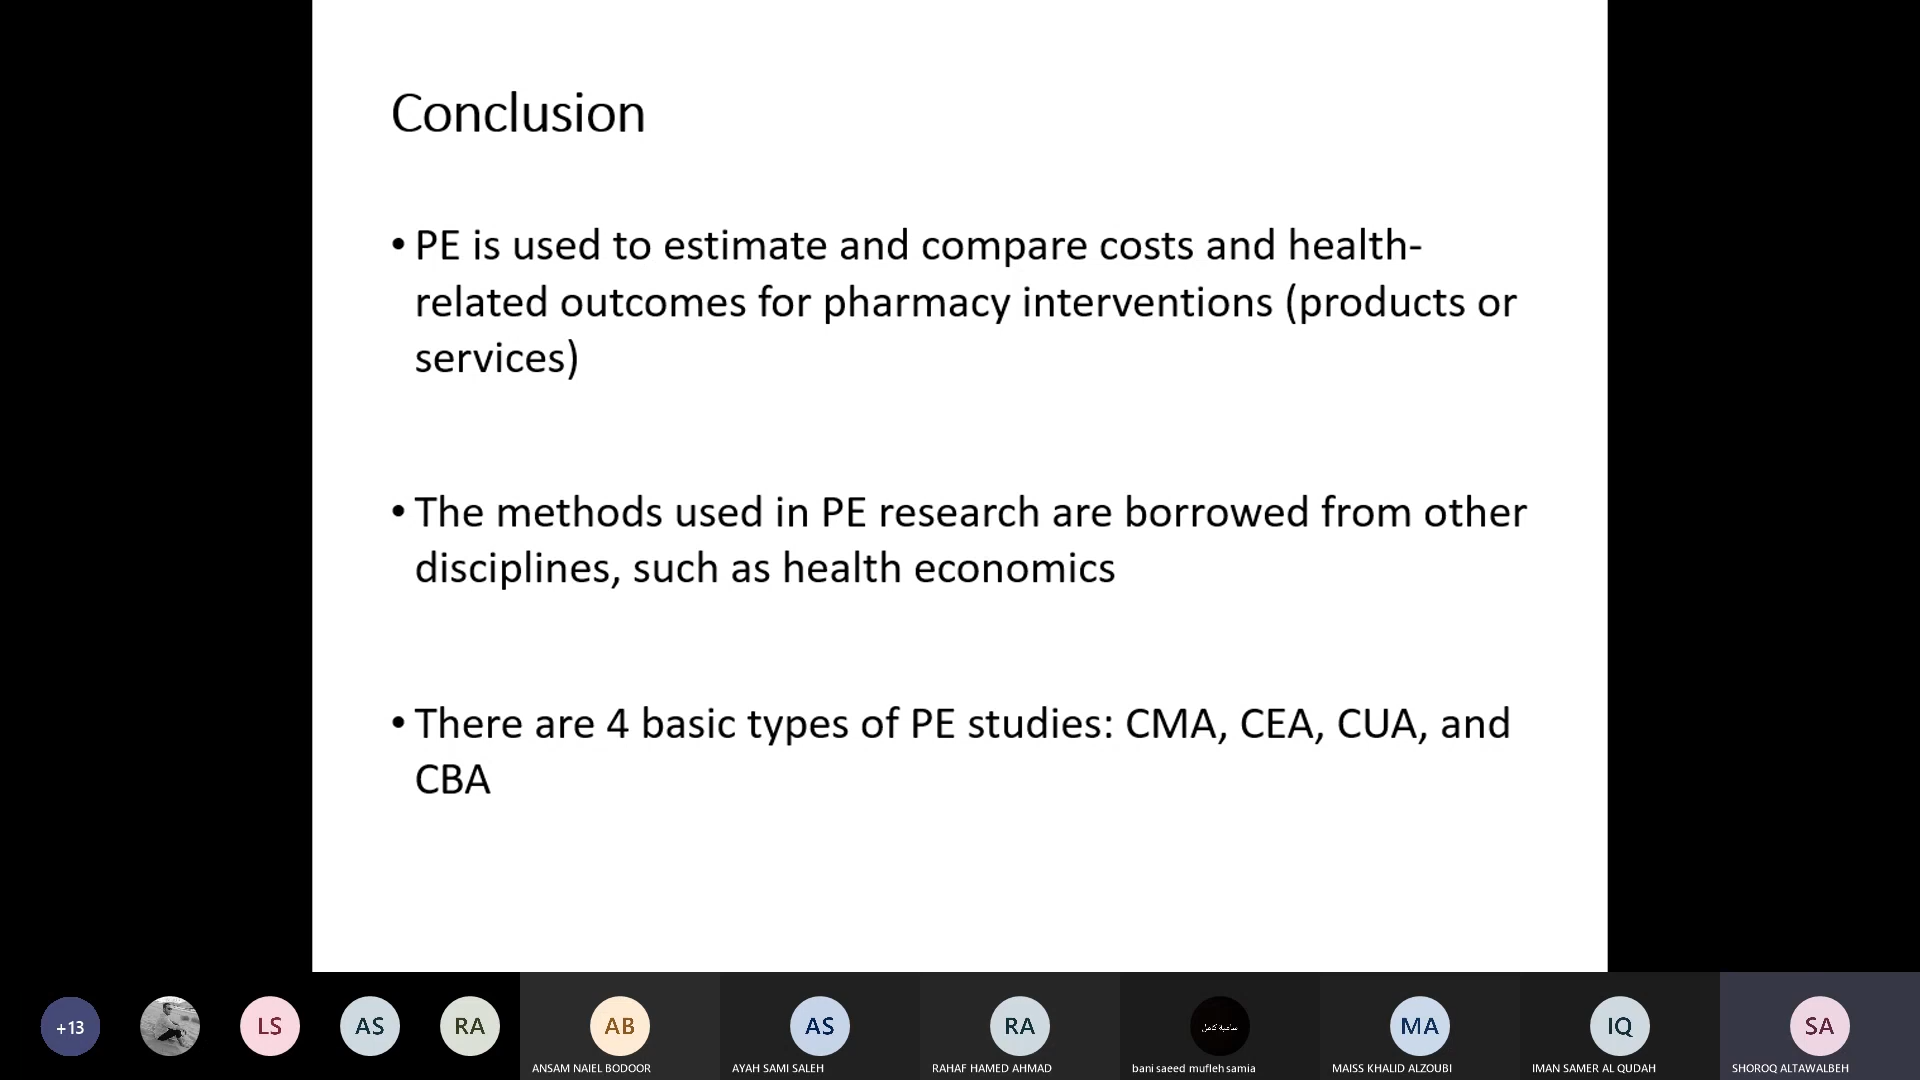 Conclusion
• PE is used to estimate and compare costs and health-
related outcomes for pharmacy interventions (products or
services)
• The methods used in PE research are borrowed from other
disciplines, such as health economics
• There are 4 basic types of PE studies: CMA, CEA, CUA, and
CBA
+13
LS
AS
RA
AB
AS
RA
MA
IQ
SA
ANSAM NAIEL BODOOR
AYAH SAMI SALEH
RAHAF HAMED AHMAD
bani saeed mufleh samia
MAISS KHALID ALZOUBI
IMAN SAMER AL QUDAH
SHOROQ ALTAWALBEH